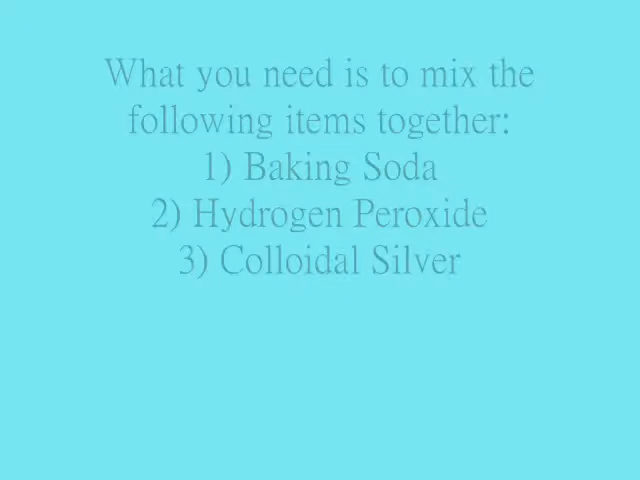 What you need is to mix the
following items together:
1) Baking Soda
2) Hydrogen Peroxide
3) Colloidal Silver